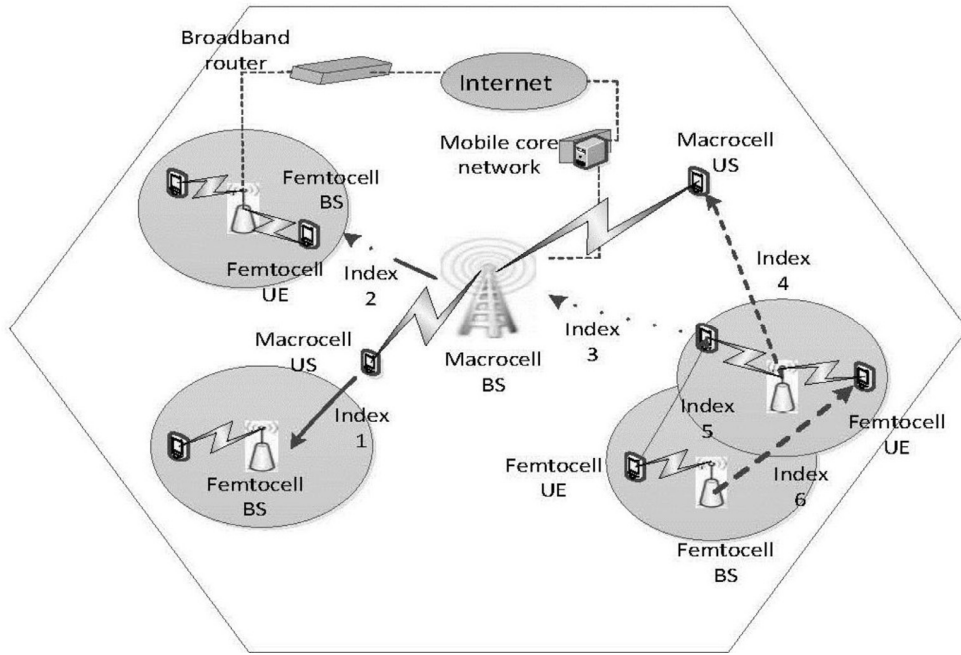 Broadband
router
Internet
Mobile core
network
Macrocell
US
Femtocell
BS
Femtocell
UE
Index
2
Index
4
Index
3
Macrocell
US
Macrocell
BS
Index
1
Index
5
Femtocell
UE
Femtocell
UE
Index
6
Femtocell
BS
Femtocell
BS